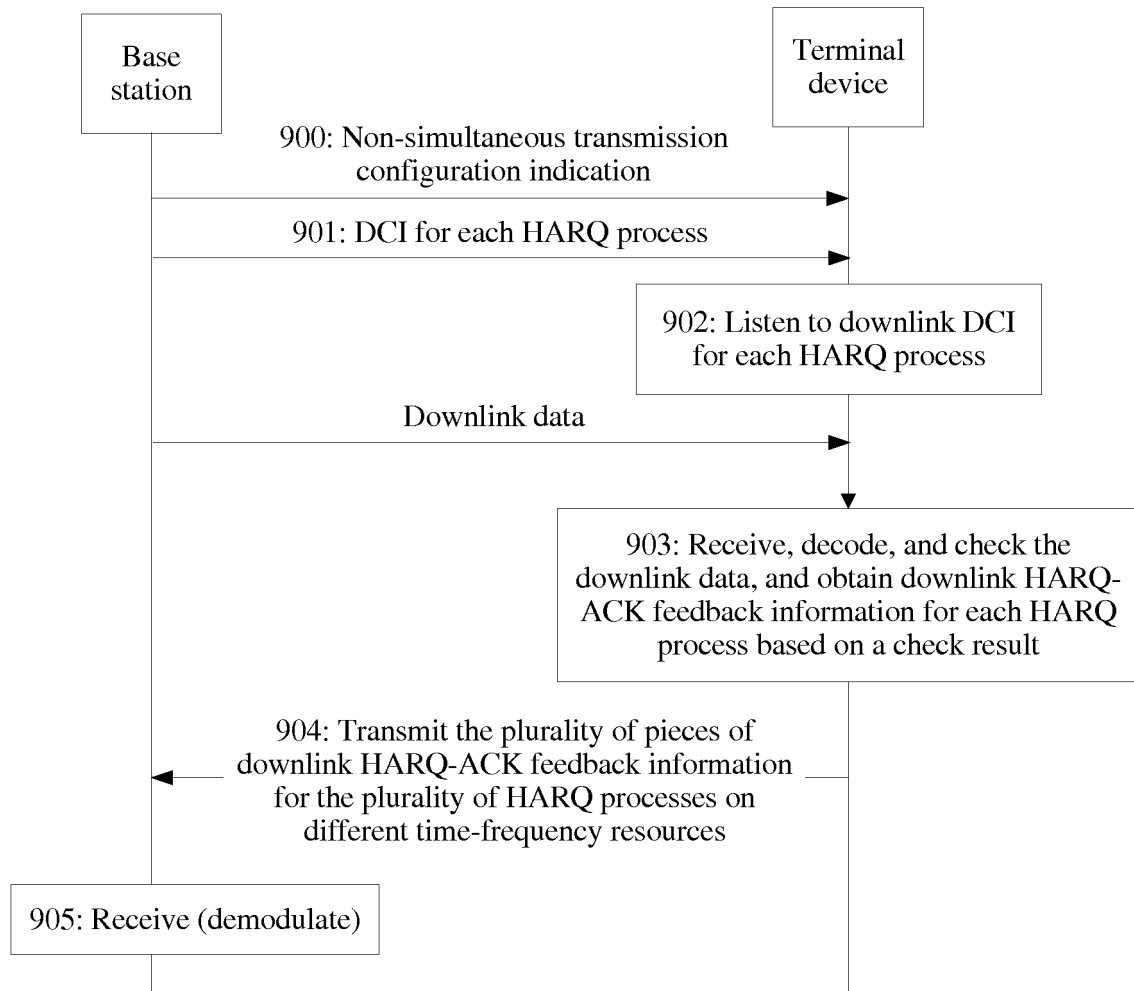 Base
station
Terminal
device
900: Non-simultaneous transmission
configuration indication
901: DCI for each HARQ process
902: Listen to downlink DCI
for each HARQ process
Downlink data
903: Receive, decode, and check the
downlink data, and obtain downlink HARQ-
ACK feedback information for each HARQ
process based on a check result
904: Transmit the plurality of pieces of
downlink HARQ-ACK feedback information
for the plurality of HARQ processes on
different time-frequency resources
905: Receive (demodulate)